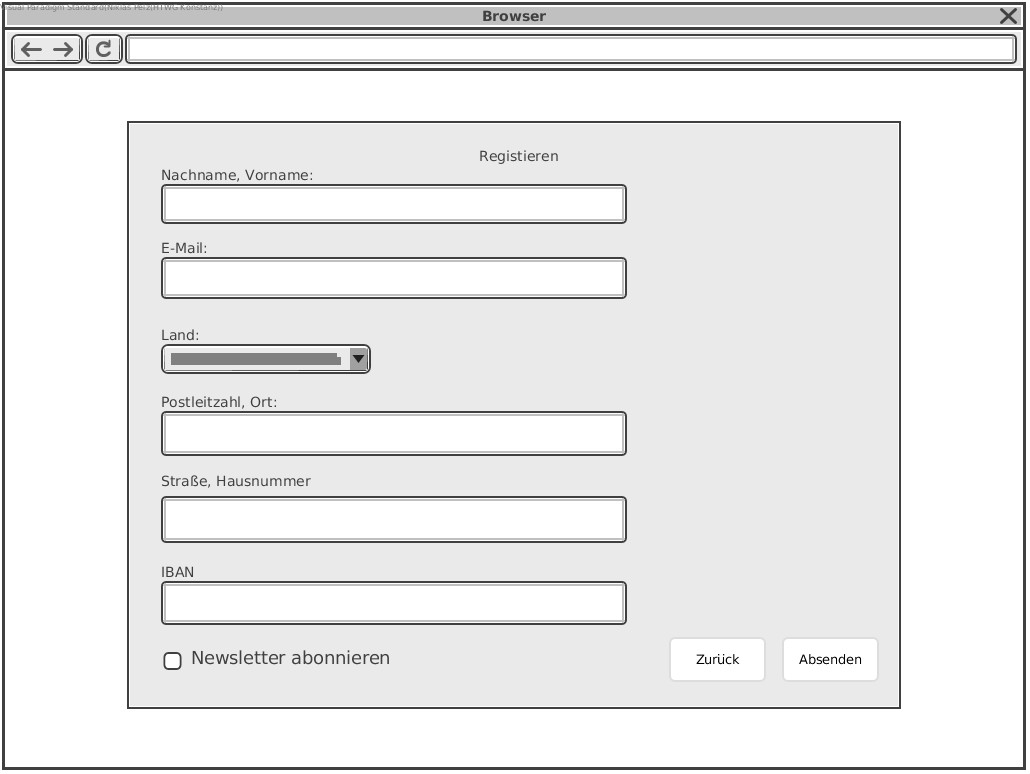 Visual Paradigm Standard(Niklas Pelz(HTWG Konstanz))
Browser
Registieren
Nachname, Vorname:
E-Mail:
Land:
Postleitzahl, Ort:
Straße, Hausnummer
IBAN
Newsletter abonnieren
Zurück
Absenden